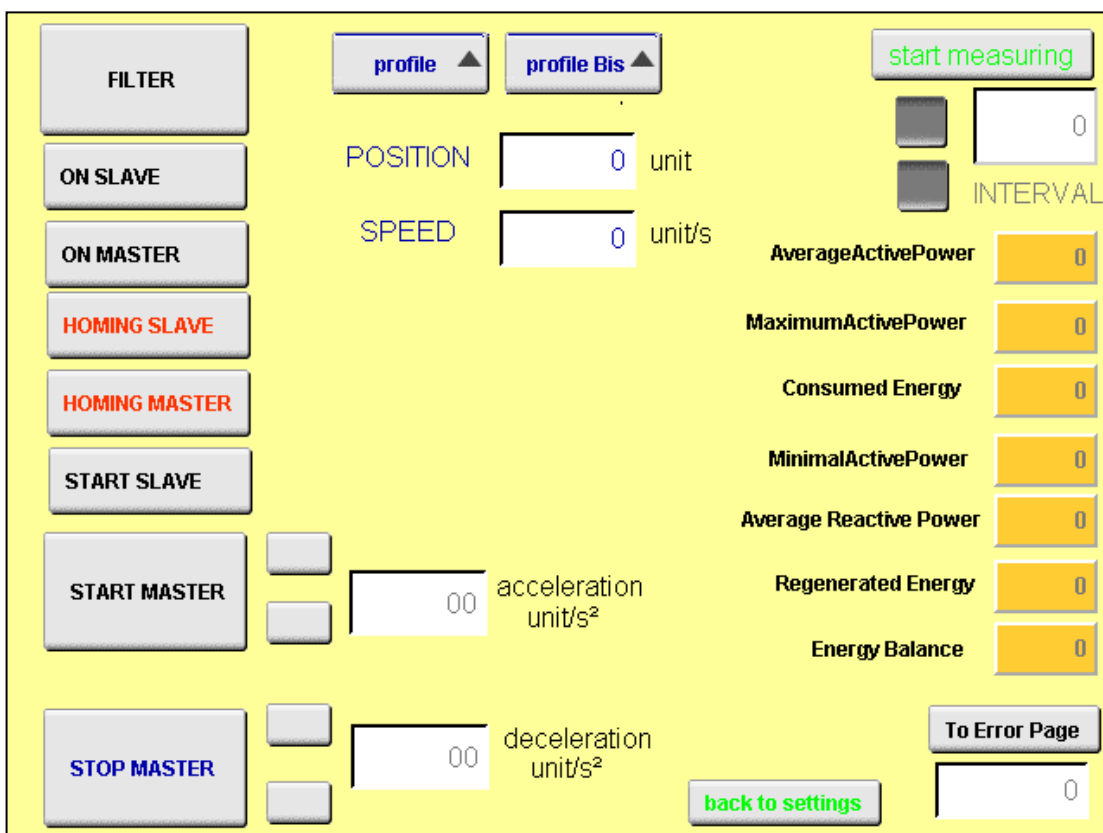 FILTER
profile
profile Bis
start measuring
0
INTERVAL
ON SLAVE
POSITION
0
unit
ON MASTER
SPEED
0
unit/s
AverageActivePower
0
HOMING SLAVE
MaximumActivePower
0
HOMING MASTER
Consumed Energy
0
START SLAVE
MinimalActivePower
0
Average Reactive Power
0
START MASTER
00
acceleration
unit/s²
Regenerated Energy
0
Energy Balance
0
STOP MASTER
00
deceleration
unit/s²
To Error Page
0
back to settings